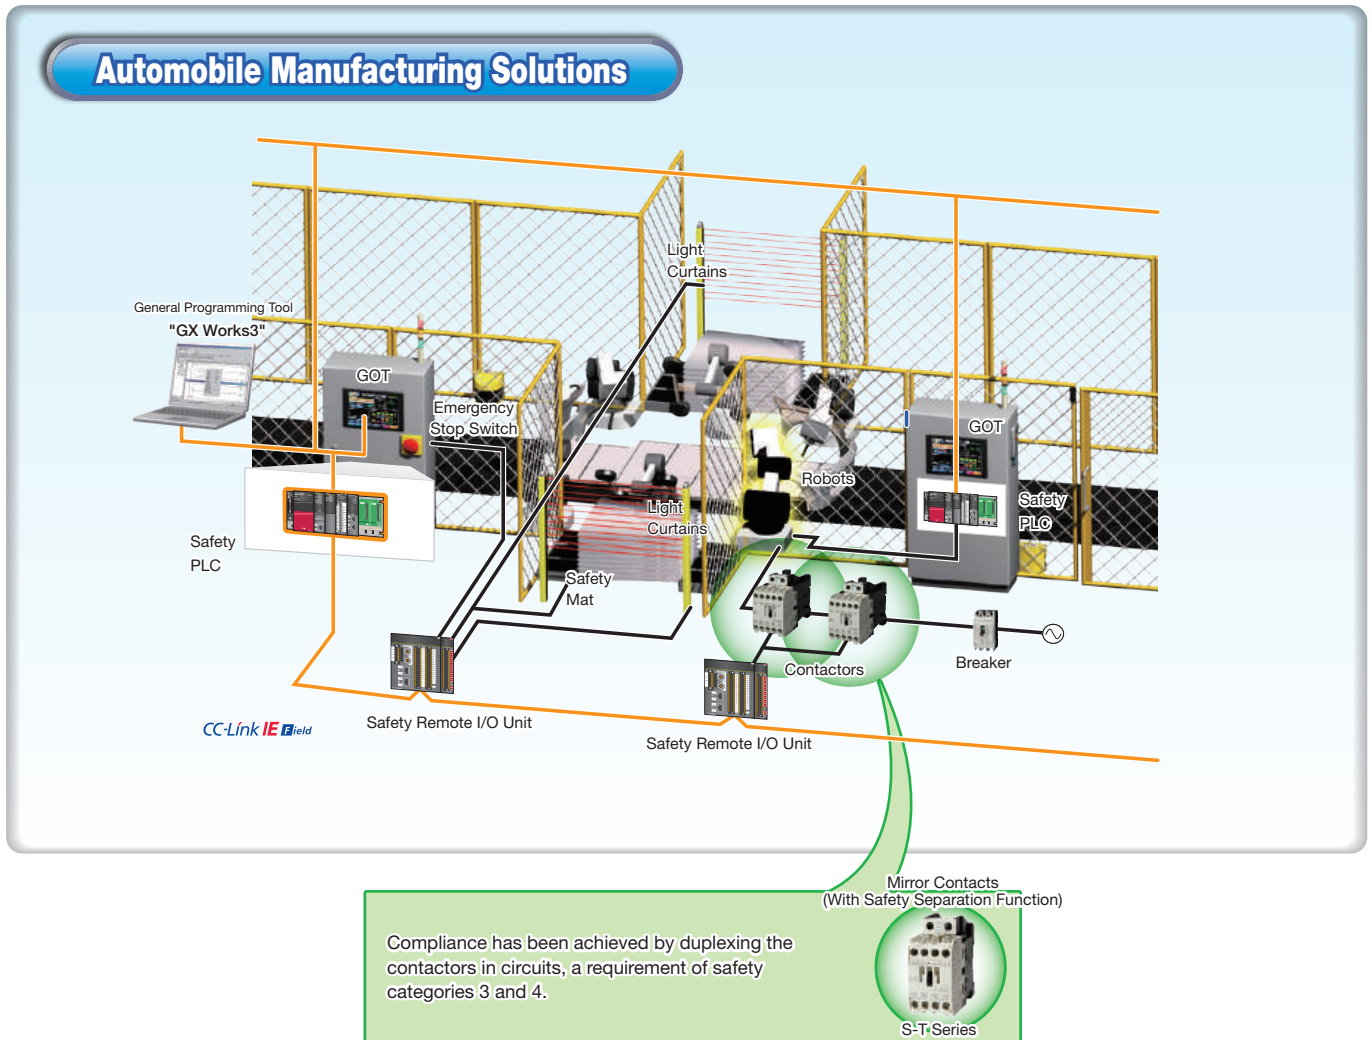 Automobile Manufacturing Solutions
Light
Curtains
General Programming Tool
"GX Works3"
GOT
Emergency
Stop Switch
GOT
Robots
Light
Curtains
Safety
PLC
Safety
PLC
Safety
Mat
Contactors
Breaker
CC-Link IE Field
Safety Remote I/O Unit
Safety Remote I/O Unit
Mirror Contacts
(With Safety Separation Function)
Compliance has been achieved by duplexing the
contactors in circuits, a requirement of safety
categories 3 and 4.
S-T Series